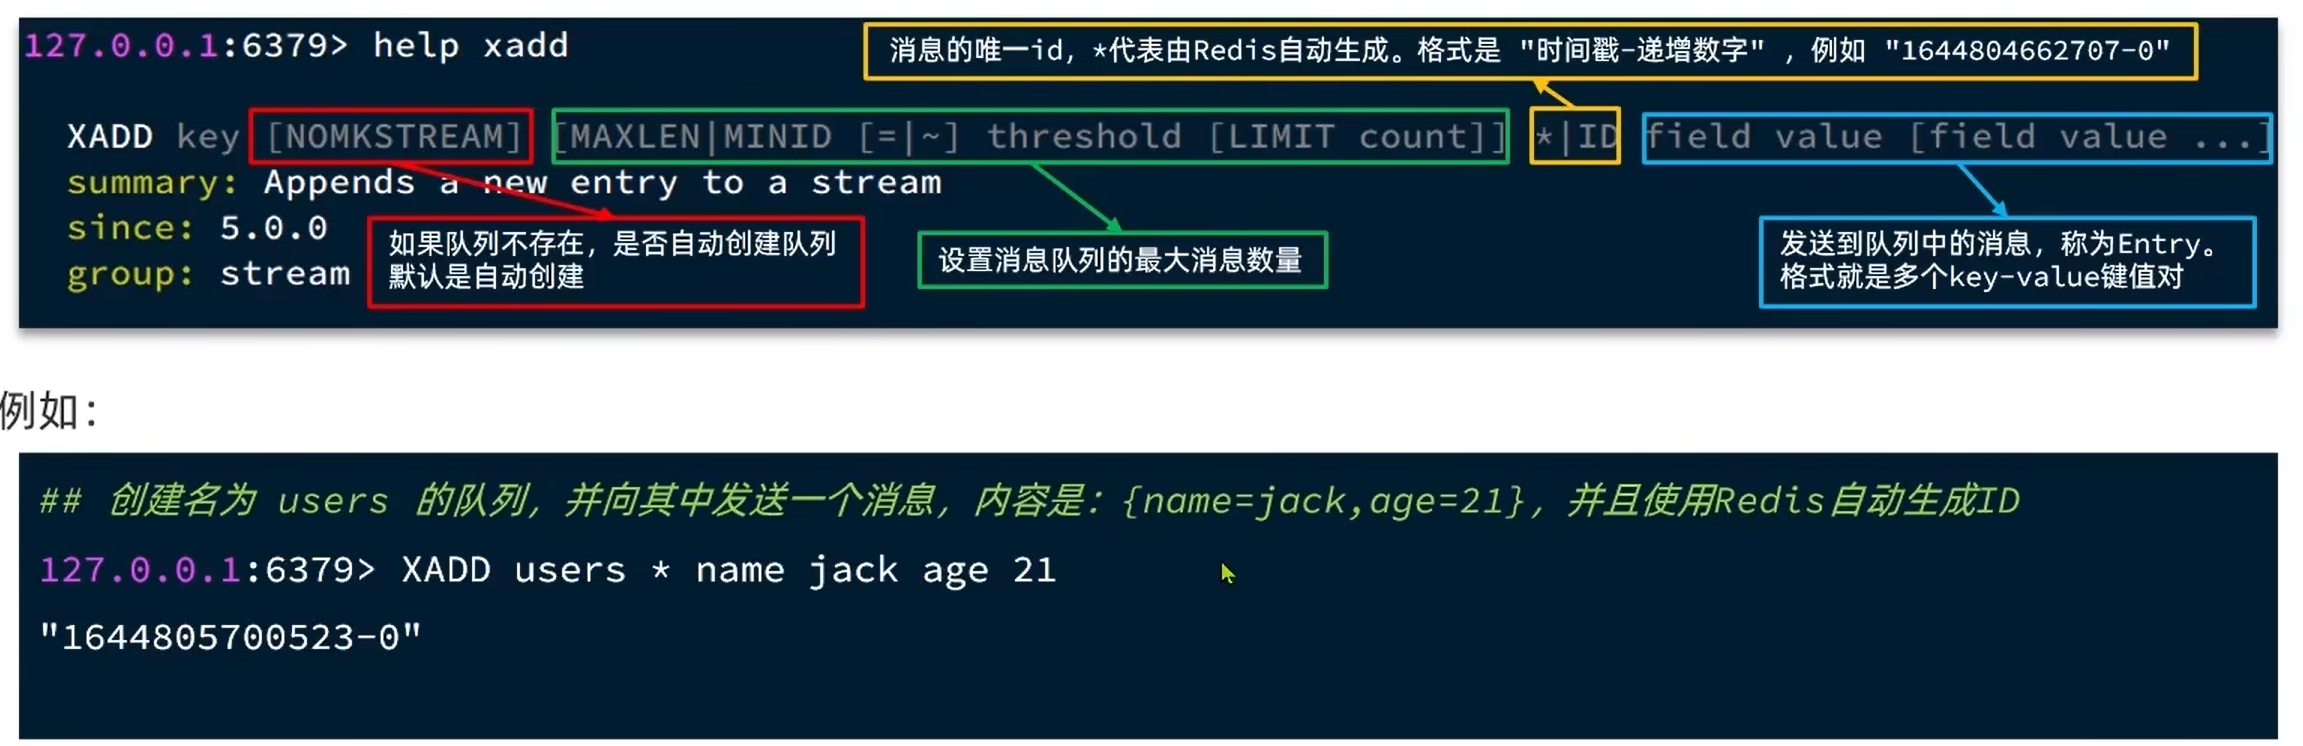 127.0.0.1:6379> help xadd
消息的唯一id，*代表由Redis自动生成。格式是 "时间戳-递增数字" ，例如 "1644804662707-0"
XADD key [NOMKSTREAM] [MAXLEN|MINID [=|~] threshold [LIMIT count]] *|ID field value [field value ...]
summary: Appends a new entry to a stream
since: 5.0.0
group: stream
如果队列不存在，是否自动创建队列
默认是自动创建
设置消息队列的最大消息数量
发送到队列中的消息，称为Entry。
格式就是多个key-value键值对
例如：
## 创建名为 users 的队列，并向其中发送一个消息，内容是：{name=jack,age=21}，并且使用Redis自动生成ID
127.0.0.1:6379> XADD users * name jack age 21
"1644805700523-0"